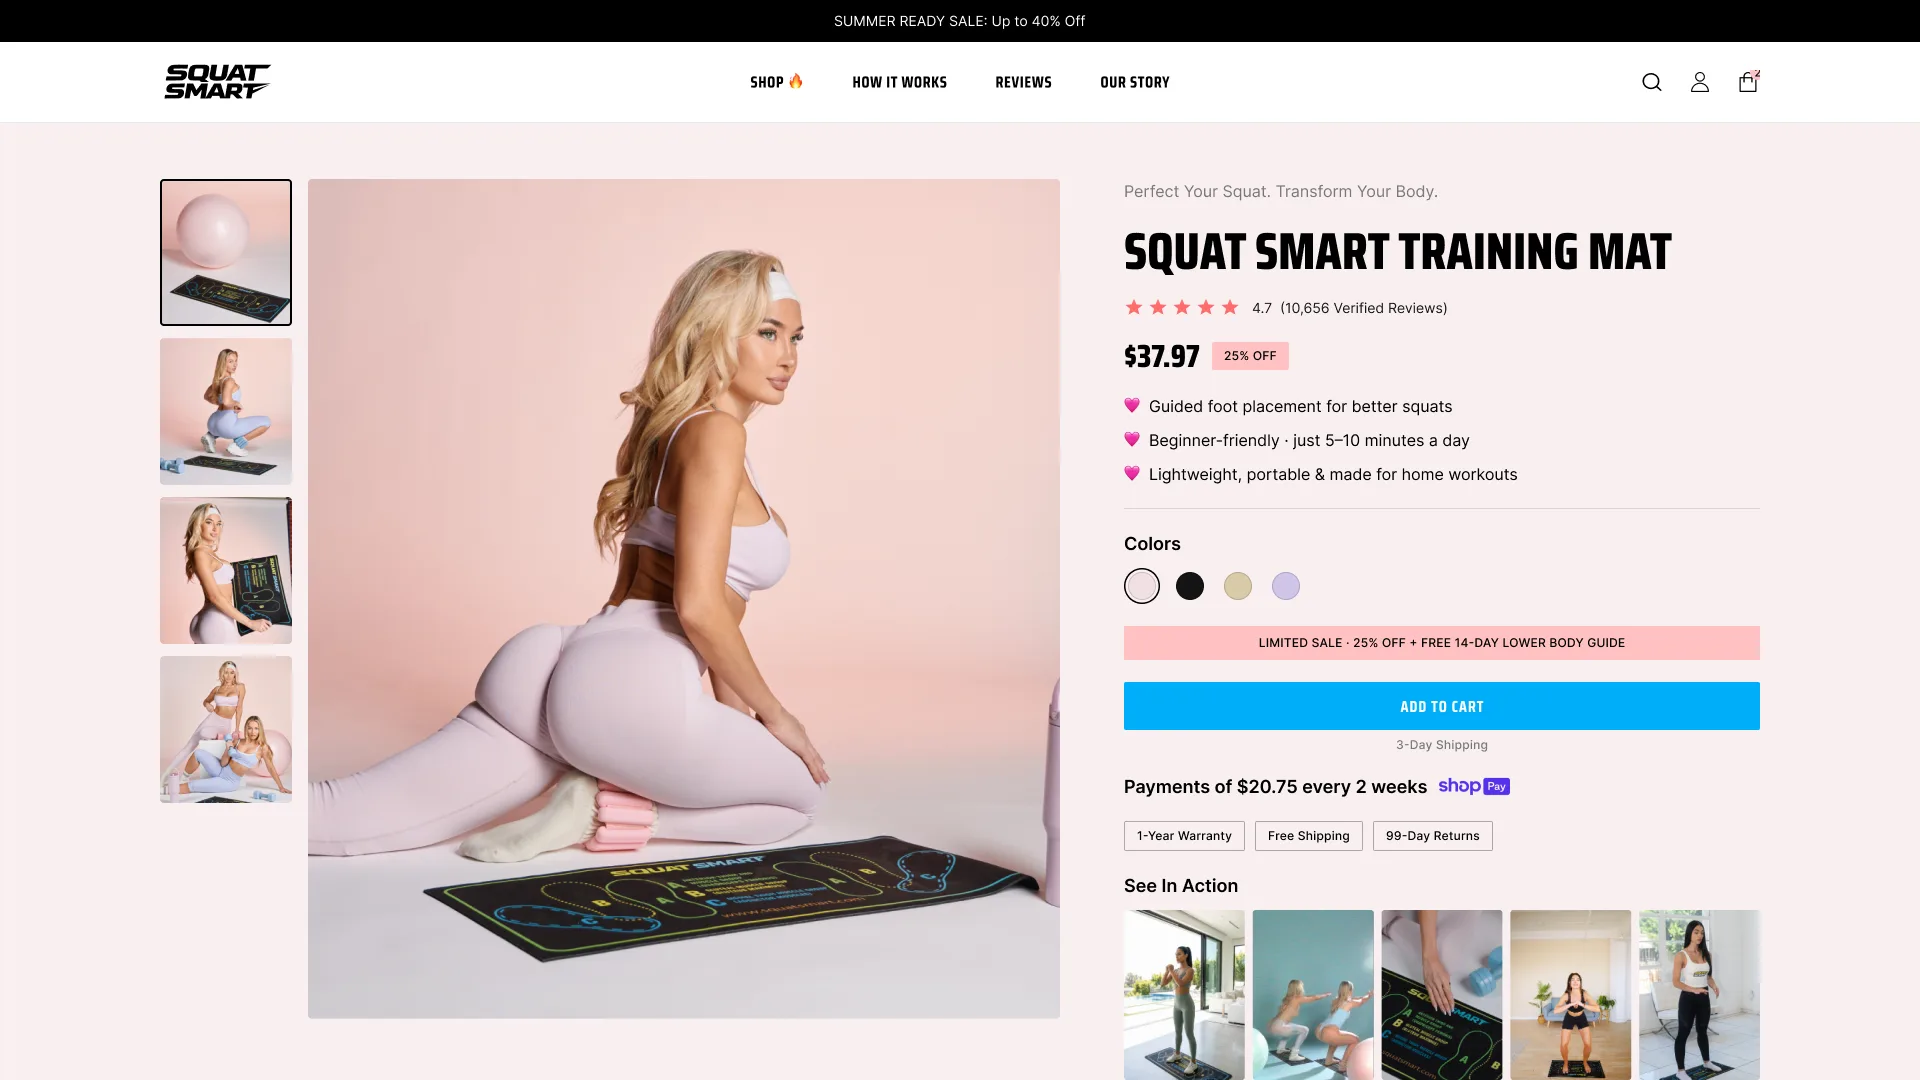 SUMMER READY SALE: Up to 40% Off
SQUAT
SMART
SHOP 🔥
HOW IT WORKS
REVIEWS
OUR STORY
2
Perfect Your Squat. Transform Your Body.
SQUAT SMART TRAINING MAT
4.7 (10,656 Verified Reviews)
$37.97
25% OFF
Guided foot placement for better squats
Beginner-friendly · just 5–10 minutes a day
Lightweight, portable & made for home workouts
Colors
LIMITED SALE · 25% OFF + FREE 14-DAY LOWER BODY GUIDE
ADD TO CART
3-Day Shipping
Payments of $20.75 every 2 weeks shop Pay
1-Year Warranty
Free Shipping
99-Day Returns
See In Action
SQUAT SMART
A
B
C
B
A
C
A
B
C
www.squatsmart.com